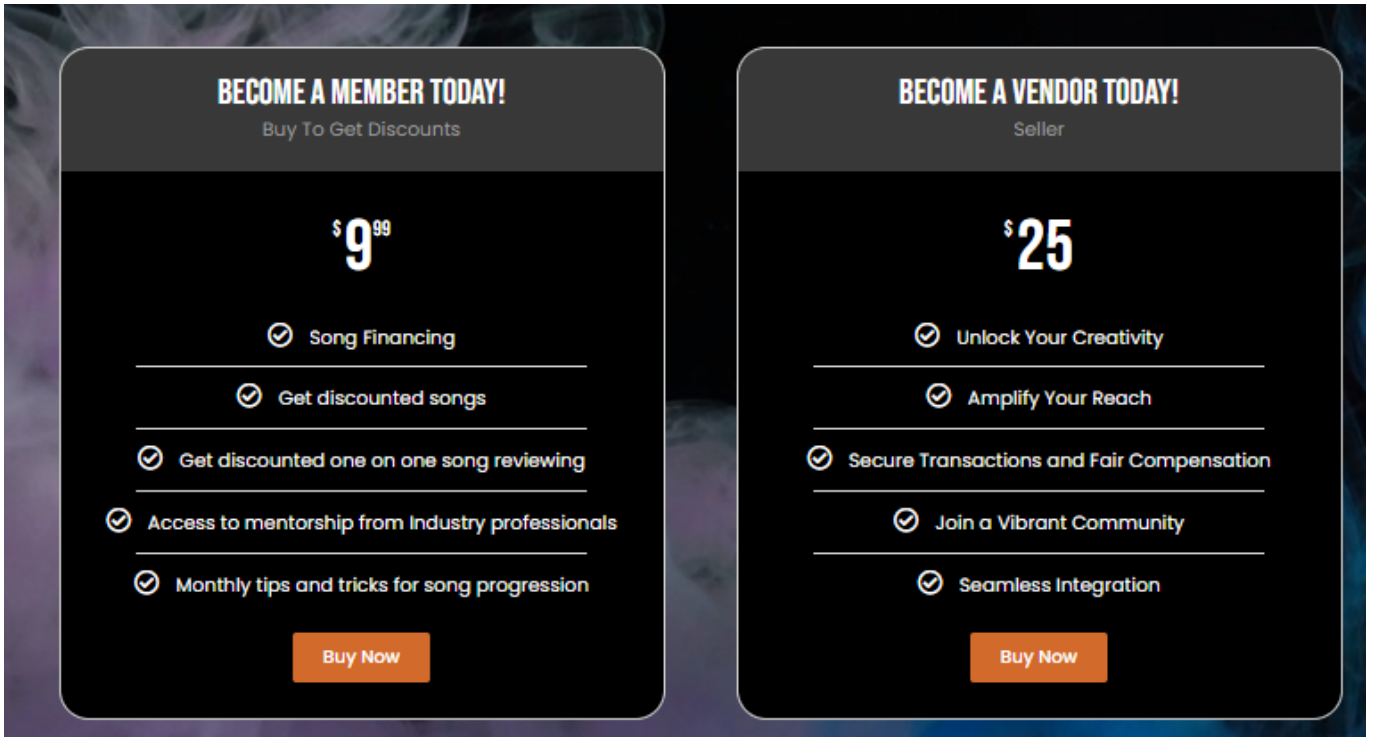 BECOME A MEMBER TODAY!
Buy To Get Discounts
$9.99
Song Financing
Get discounted songs
Get discounted one on one song reviewing
Access to mentorship from Industry professionals
Monthly tips and tricks for song progression
Buy Now
BECOME A VENDOR TODAY!
Seller
$25
Unlock Your Creativity
Amplify Your Reach
Secure Transactions and Fair Compensation
Join a Vibrant Community
Seamless Integration
Buy Now